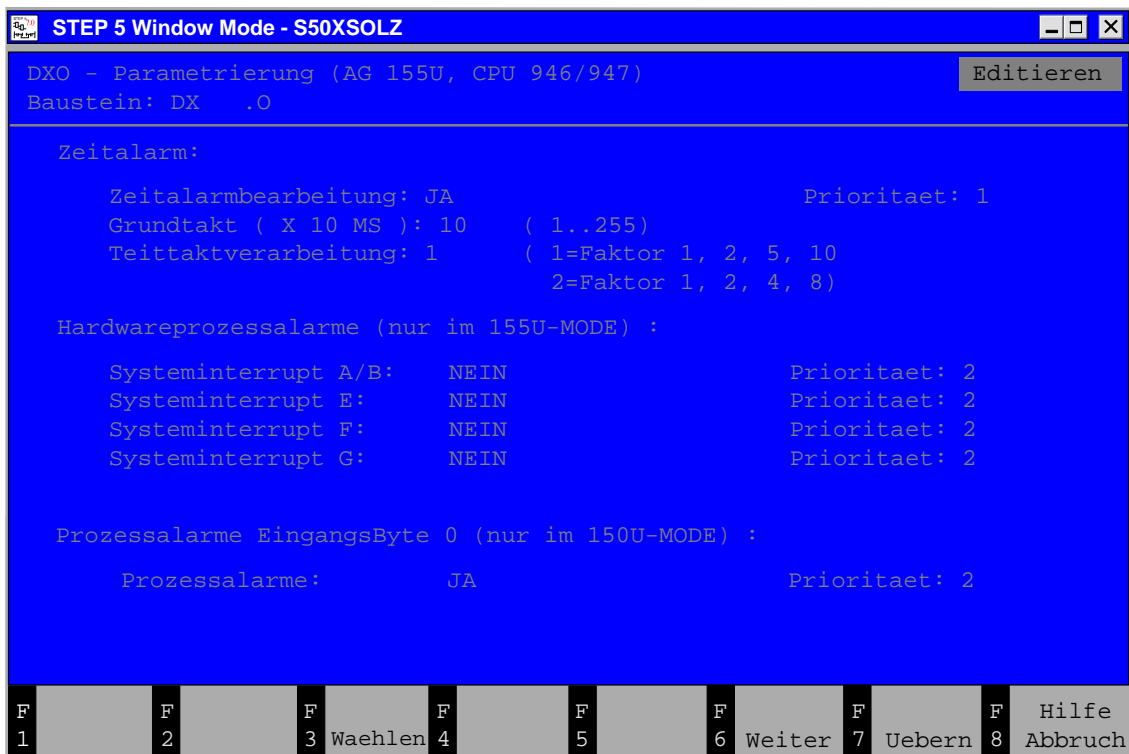 STEP 5 Window Mode - S50XSOLZ
DXO - Parametrierung (AG 155U, CPU 946/947) Editieren
Baustein: DX .O
Zeitalarm:
Zeitalarmbearbeitung: JA Prioritaet: 1
Grundtakt ( X 10 MS ): 10 ( 1..255)
Teittaktverarbeitung: 1 ( 1=Faktor 1, 2, 5, 10
2=Faktor 1, 2, 4, 8)
Hardwareprozessalarme (nur im 155U-MODE) :
Systeminterrupt A/B: NEIN Prioritaet: 2
Systeminterrupt E: NEIN Prioritaet: 2
Systeminterrupt F: NEIN Prioritaet: 2
Systeminterrupt G: NEIN Prioritaet: 2
Prozessalarme EingangsByte 0 (nur im 150U-MODE) :
Prozessalarme: JA Prioritaet: 2
F F F F F F F F Hilfe
1 2 3 Waehlen 4 5 6 Weiter 7 Uebern 8 Abbruch